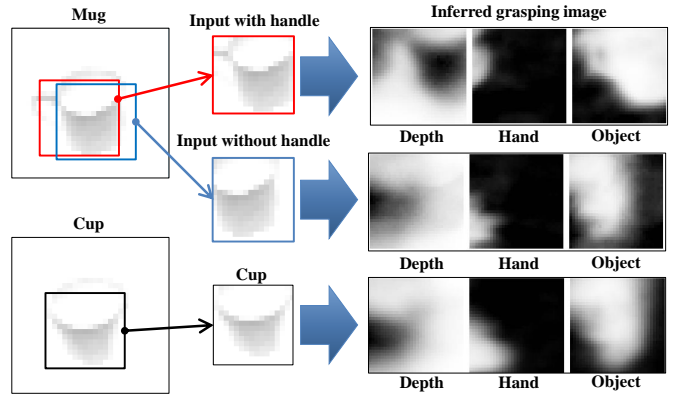 Mug
Input with handle
Inferred grasping image
Depth Hand Object
Input without handle
Depth Hand Object
Cup
Cup
Depth Hand Object